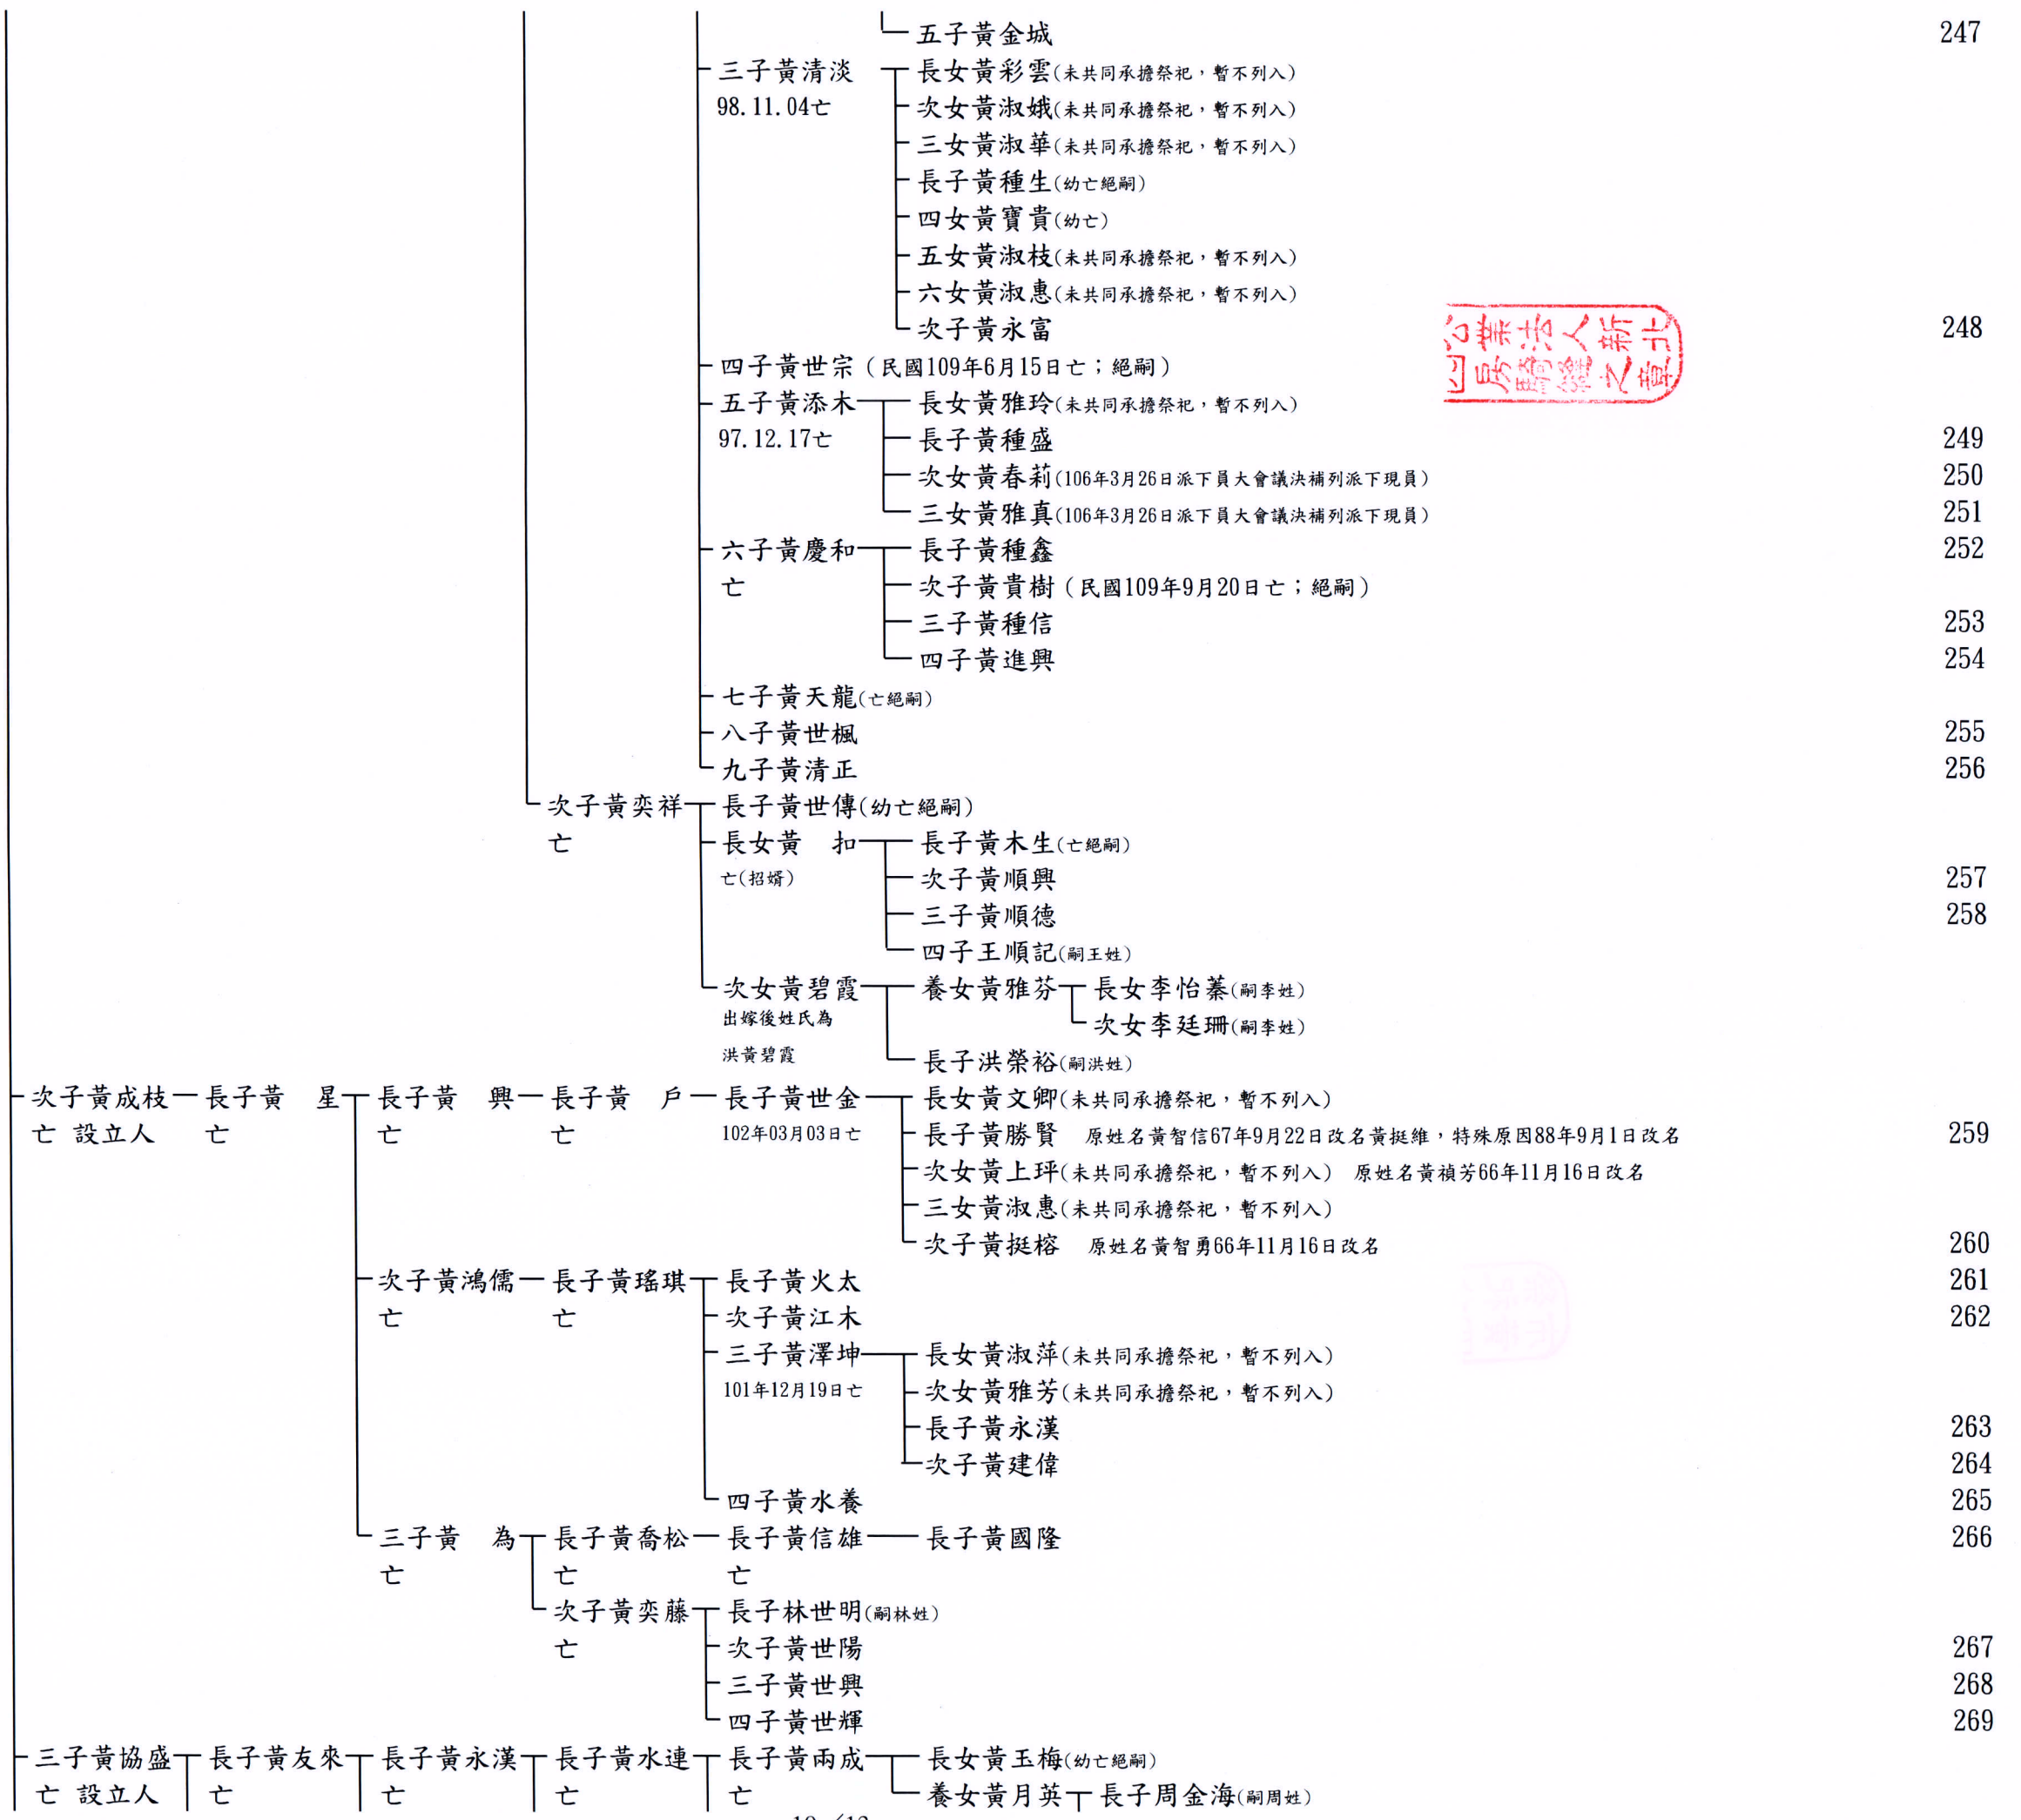 五子黃金城 247
三子黃清淡 長女黃彩雲(未共同承擔祭祀，暫不列入)
98.11.04亡 次女黃淑娥(未共同承擔祭祀，暫不列入)
三女黃淑華(未共同承擔祭祀，暫不列入)
長子黃種生(幼亡絕嗣)
四女黃寶貴(幼亡)
五女黃淑枝(未共同承擔祭祀，暫不列入)
六女黃淑惠(未共同承擔祭祀，暫不列入)
次子黃永富 248
四子黃世宗（民國109年6月15日亡；絕嗣）
五子黃添木 長女黃雅玲(未共同承擔祭祀，暫不列入)
97.12.17亡 長子黃種盛 249
次女黃春莉(106年3月26日派下員大會議決補列派下現員) 250
三女黃雅真(106年3月26日派下員大會議決補列派下現員) 251
六子黃慶和 長子黃種鑫 252
亡 次子黃貴樹（民國109年9月20日亡；絕嗣）
三子黃種信 253
四子黃進興 254
七子黃天龍(亡絕嗣)
八子黃世楓 255
九子黃清正 256
次子黃奕祥 長子黃世傳(幼亡絕嗣)
亡 長女黃　扣 長子黃木生(亡絕嗣)
亡(招婿) 次子黃順興 257
三子黃順德 258
四子王順記(嗣王姓)
次女黃碧霞 養女黃雅芬 長女李怡蓁(嗣李姓)
出嫁後姓氏為 次女李廷珊(嗣李姓)
洪黃碧霞 長子洪榮裕(嗣洪姓)
次子黃成枝 長子黃　星 長子黃　興 長子黃　戶 長子黃世金 長女黃文卿(未共同承擔祭祀，暫不列入)
亡 設立人 亡 亡 亡 102年03月03日亡 長子黃勝賢 原姓名黃智信67年9月22日改名黃挺維，特殊原因88年9月1日改名 259
次女黃上玶(未共同承擔祭祀，暫不列入) 原姓名黃禎芳66年11月16日改名
三女黃淑惠(未共同承擔祭祀，暫不列入)
次子黃挺榕 原姓名黃智勇66年11月16日改名 260
次子黃鴻儒 長子黃瑤琪 長子黃火太 261
亡 亡 次子黃江木 262
三子黃澤坤 長女黃淑萍(未共同承擔祭祀，暫不列入)
101年12月19日亡 次女黃雅芳(未共同承擔祭祀，暫不列入)
長子黃永漢 263
次子黃建偉 264
四子黃水養 265
三子黃　為 長子黃喬松 長子黃信雄 長子黃國隆 266
亡 亡 亡
次子黃奕藤 長子林世明(嗣林姓)
亡 次子黃世陽 267
三子黃世興 268
四子黃世輝 269
三子黃協盛 長子黃友來 長子黃永漢 長子黃水連 長子黃兩成 長女黃玉梅(幼亡絕嗣)
亡 設立人 亡 亡 亡 亡 養女黃月英 長子周金海(嗣周姓)